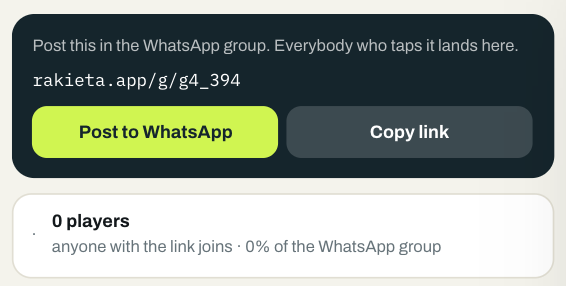 Post this in the WhatsApp group. Everybody who taps it lands here.
rakieta.app/g/g4_394
Post to WhatsApp
Copy link
0 players
anyone with the link joins · 0% of the WhatsApp group